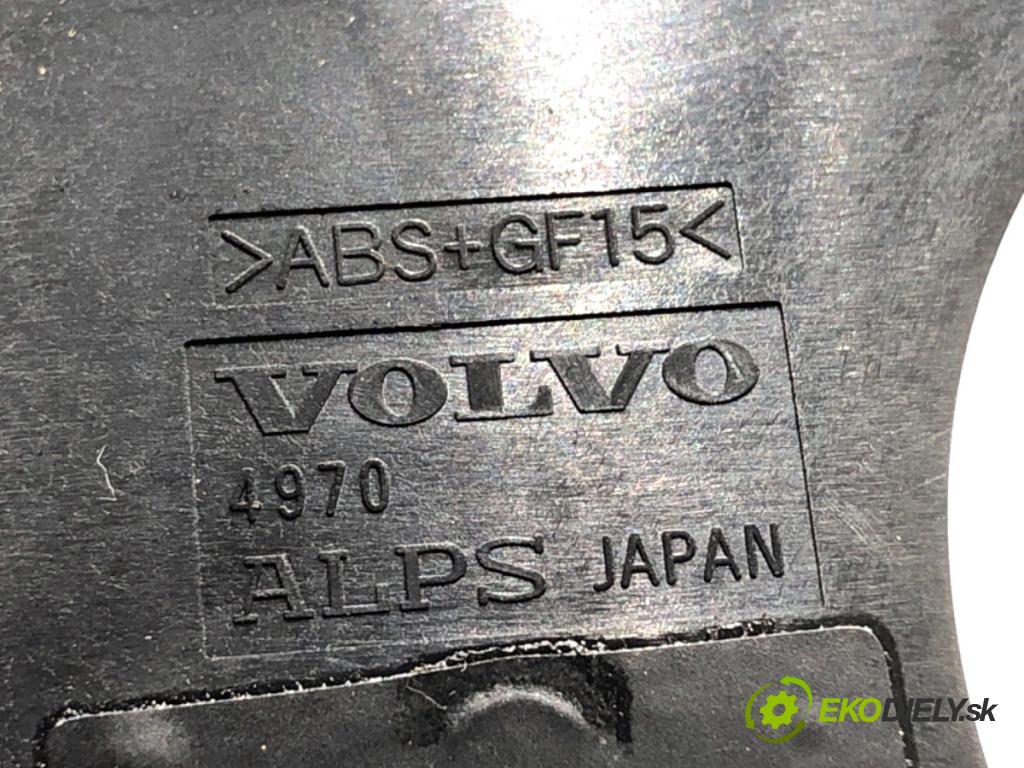 >ABS+GF15<
VOLVO
4970
ALPS JAPAN
EKODIELY.sk